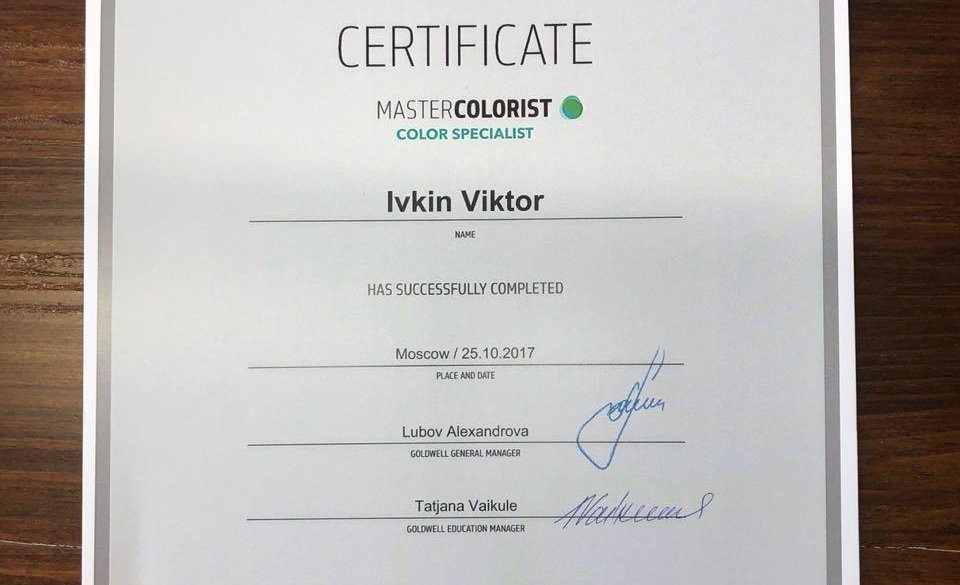 CERTIFICATE
MASTERCOLORIST
COLOR SPECIALIST
Ivkin Viktor
NAME
HAS SUCCESSFULLY COMPLETED
Moscow / 25.10.2017
PLACE AND DATE
Lubov Alexandrova
GOLDWELL GENERAL MANAGER
Tatjana Vaikule
GOLDWELL EDUCATION MANAGER